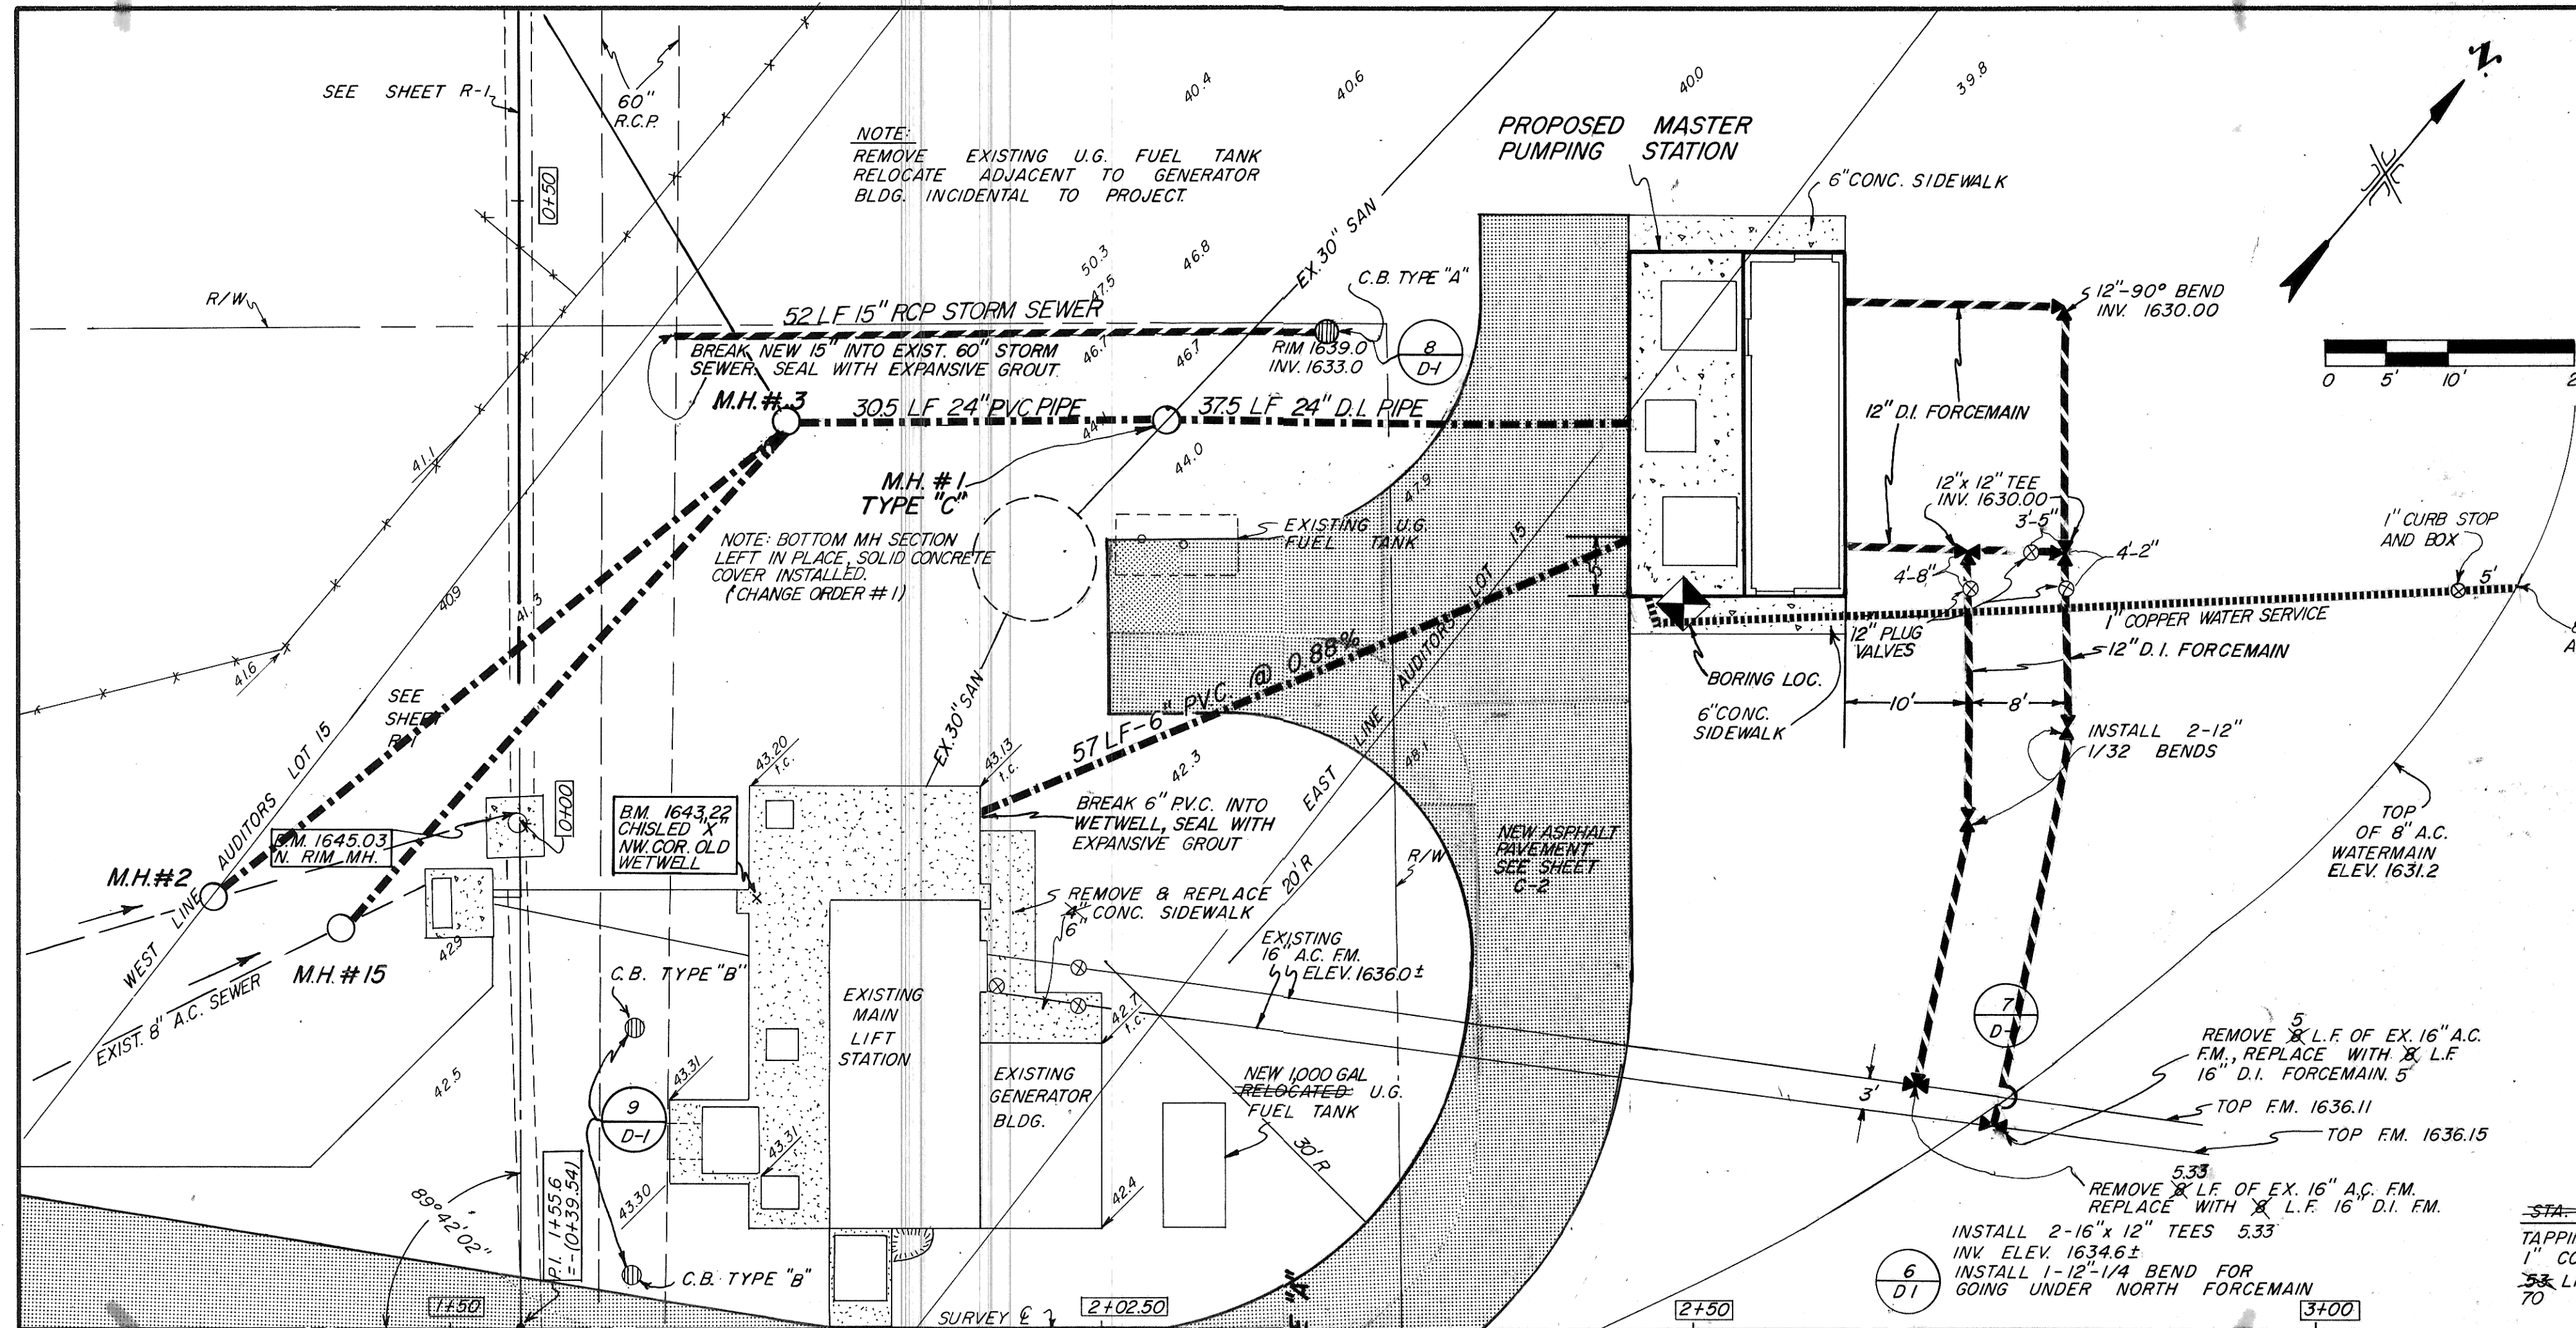 SEE SHEET R-1
60"
R.C.P.
0+50
NOTE:
REMOVE EXISTING U.G. FUEL TANK
RELOCATE ADJACENT TO GENERATOR
BLDG. INCIDENTAL TO PROJECT.
40.4
40.6
40.0
39.8
N
PROPOSED MASTER
PUMPING STATION
6" CONC. SIDEWALK
EX. 30" SAN
50.3
47.5
46.8
C.B. TYPE "A"
R/W
52 LF 15" RCP STORM SEWER
BREAK NEW 15" INTO EXIST. 60" STORM
SEWER. SEAL WITH EXPANSIVE GROUT.
46.7
46.7
RIM 1639.0
INV. 1633.0
8
D-1
12"-90° BEND
INV. 1630.00
0 5' 10' 2
M.H. #3
30.5 LF 24" PVC PIPE
37.5 LF 24" D.I. PIPE
12" D.I. FORCEMAIN
41.1
44.0
47.9
M.H. #1
TYPE "C"
NOTE: BOTTOM MH SECTION
LEFT IN PLACE, SOLID CONCRETE
COVER INSTALLED.
(CHANGE ORDER #1)
EXISTING U.G.
FUEL TANK
12" x 12" TEE
INV. 1630.00
3'-5"
4'-2"
4'-8"
1" CURB STOP
AND BOX
5'
5'
1" COPPER WATER SERVICE
12" PLUG
VALVES
12" D.I. FORCEMAIN
BORING LOC.
6" CONC.
SIDEWALK
10'
8'
INSTALL 2-12"
1/32 BENDS
40.9
41.3
41.6
SEE
SHEET
R-1
WEST LINE AUDITORS LOT 15
EAST LINE AUDITORS LOT 15
EX. 30" SAN
57 LF-6" P.V.C. @ 0.88%
43.20
t.c.
43.13
t.c.
42.3
48.1
0+00
B.M. 1645.03
N. RIM MH.
B.M. 1643.22
CHISLED "X"
NW. COR. OLD
WETWELL
BREAK 6" P.V.C. INTO
WETWELL, SEAL WITH
EXPANSIVE GROUT
R/W
20' R
NEW ASPHALT
PAVEMENT
SEE SHEET
C-2
TOP
OF 8" A.C.
WATERMAIN
ELEV. 1631.2
M.H. #2
M.H. #15
EXIST. 8" A.C. SEWER
42.9
42.5
REMOVE & REPLACE
4" CONC. SIDEWALK
6"
EXISTING
16" A.C. F.M.
ELEV. 1636.0±
C.B. TYPE "B"
EXISTING
MAIN
LIFT
STATION
EXISTING
GENERATOR
BLDG.
42.7
t.c.
NEW 1,000 GAL
RELOCATED U.G.
FUEL TANK
30' R
43.31
9
D-1
43.31
43.30
42.4
7
D-
5
REMOVE 8 L.F. OF EX. 16" A.C.
F.M., REPLACE WITH 8 L.F.
16" D.I. FORCEMAIN. 5
3'
TOP F.M. 1636.11
TOP F.M. 1636.15
5.33
REMOVE 8 L.F. OF EX. 16" A.C. F.M.
REPLACE WITH 8 L.F. 16" D.I. F.M.
INSTALL 2-16" x 12" TEES 5.33
INV. ELEV. 1634.6±
INSTALL 1-12"-1/4 BEND FOR
GOING UNDER NORTH FORCEMAIN
6
D1
STA.
TAPPI
1" CO
53 L
70
89° 42' 02"
P.I. 1+55.6
=-(0+39.54)
C.B. TYPE "B"
1+50
SURVEY ℄
2+02.50
"A"
2+50
3+00